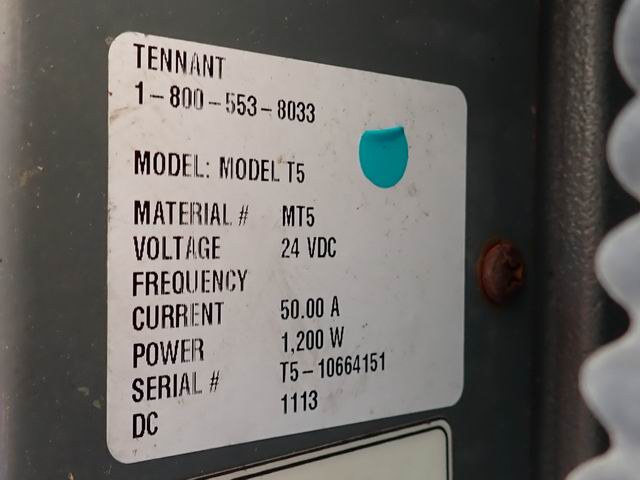 TENNANT
1-800-553-8033
MODEL: MODEL T5
MATERIAL # MT5
VOLTAGE 24 VDC
FREQUENCY
CURRENT 50.00 A
POWER 1,200 W
SERIAL # T5-10664151
DC 1113